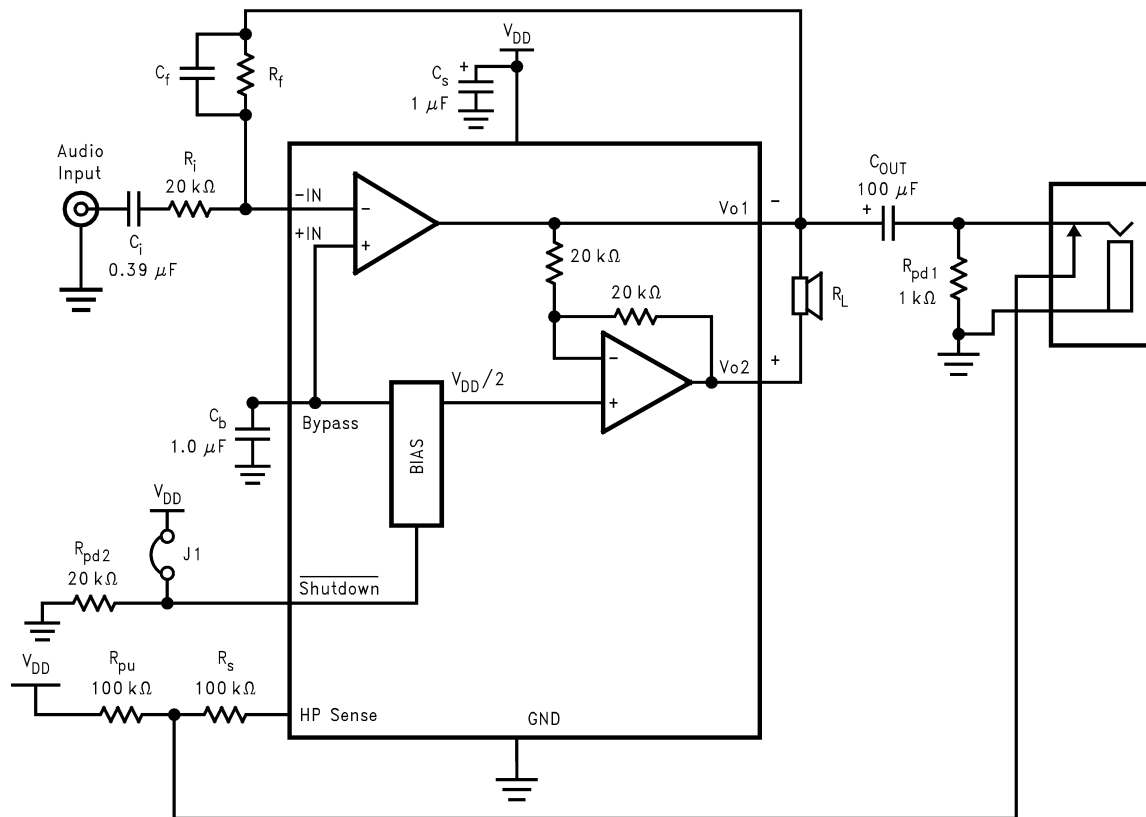 V_DD
C_f
R_f
C_s
+
1 μF
Audio
Input
R_i
20 kΩ
C_i
0.39 μF
-IN
+IN
-
+
Vo1
-
C_OUT
100 μF
+
20 kΩ
20 kΩ
R_L
R_pd1
1 kΩ
-
+
Vo2
+
V_DD/2
C_b
1.0 μF
Bypass
BIAS
V_DD
J1
R_pd2
20 kΩ
Shutdown
V_DD
R_pu
100 kΩ
R_s
100 kΩ
HP Sense
GND